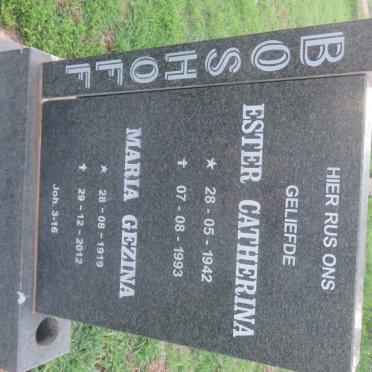 BOSHOFF
HIER RUS ONS
GELIEFDE
ESTER CATHERINA
★ 28 - 05 - 1942
✝ 07 - 08 - 1993
MARIA GEZINA
★ 28 - 08 - 1919
✝ 29 - 12 - 2012
Joh. 3-16